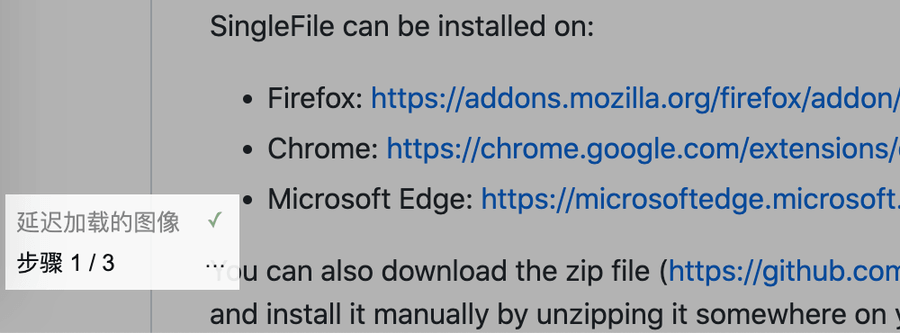 SingleFile can be installed on:
• Firefox: https://addons.mozilla.org/firefox/addon/
• Chrome: https://chrome.google.com/extensions/
• Microsoft Edge: https://microsoftedge.microsoft.
延迟加载的图像 ✓
步骤 1 / 3 ...
You can also download the zip file (https://github.com
and install it manually by unzipping it somewhere on